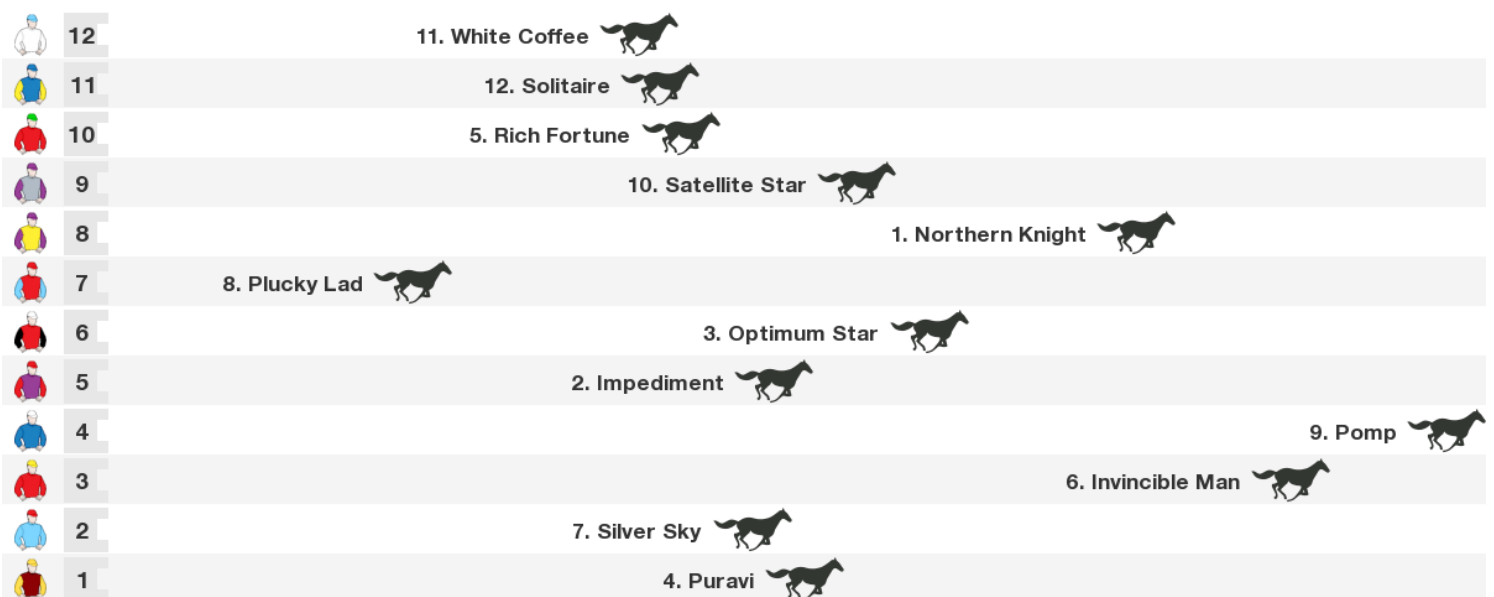 12 11. White Coffee
11 12. Solitaire
10 5. Rich Fortune
9 10. Satellite Star
8 1. Northern Knight
7 8. Plucky Lad
6 3. Optimum Star
5 2. Impediment
4 9. Pomp
3 6. Invincible Man
2 7. Silver Sky
1 4. Puravi